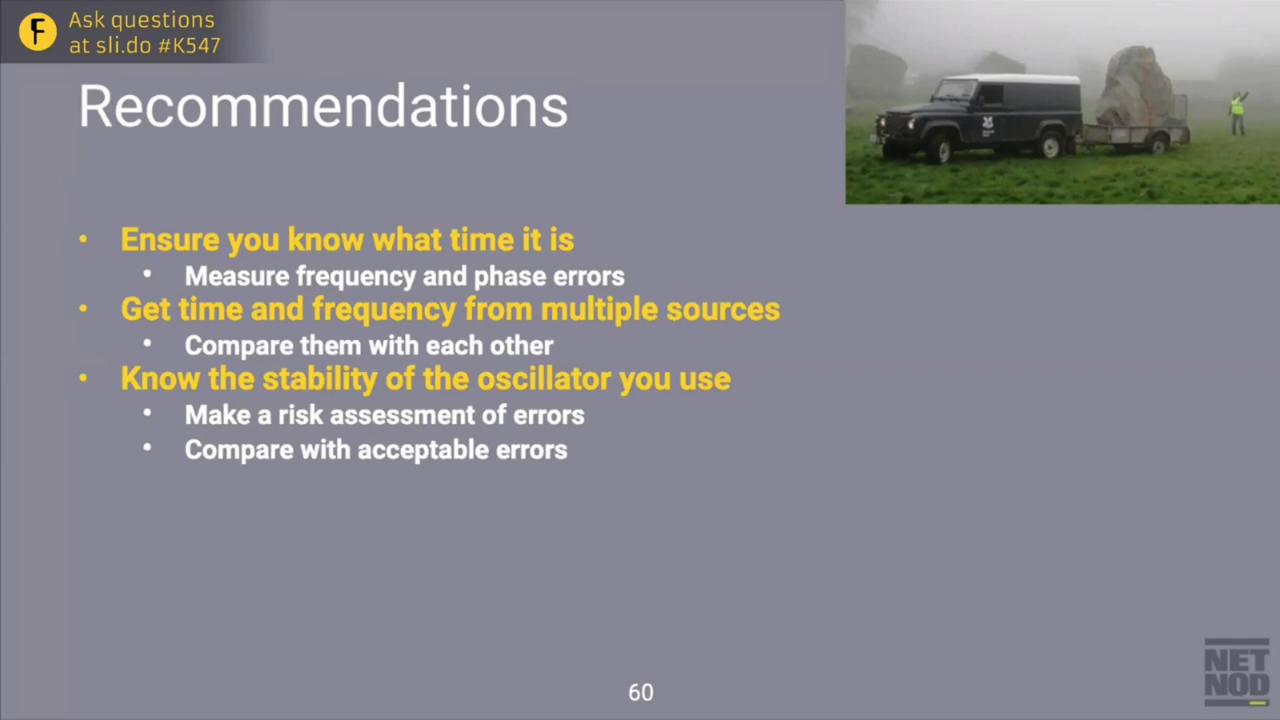 F
Ask questions
at sli.do #K547
Recommendations
• Ensure you know what time it is
• Measure frequency and phase errors
• Get time and frequency from multiple sources
• Compare them with each other
• Know the stability of the oscillator you use
• Make a risk assessment of errors
• Compare with acceptable errors
60
NET
NOD